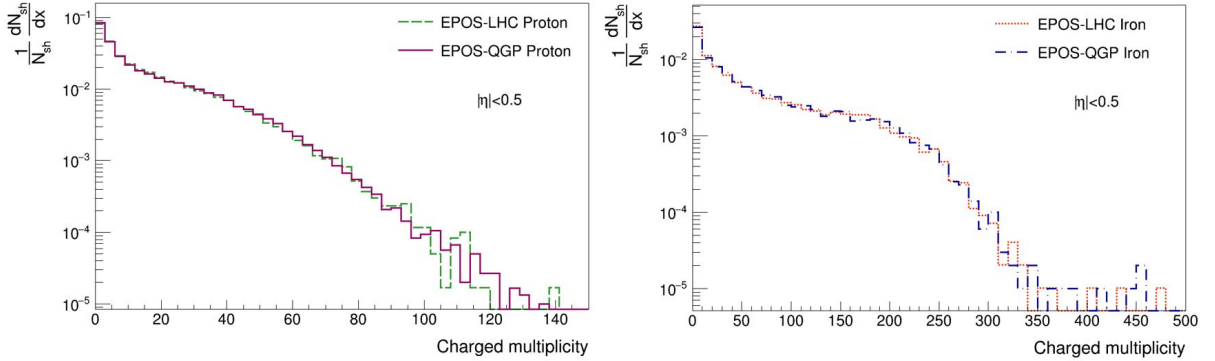 1/N_sh dN_sh/dx
EPOS-LHC Proton
EPOS-QGP Proton
|η|<0.5
10⁻¹
10⁻²
10⁻³
10⁻⁴
10⁻⁵
0 20 40 60 80 100 120 140
Charged multiplicity
1/N_sh dN_sh/dx
EPOS-LHC Iron
EPOS-QGP Iron
|η|<0.5
10⁻²
10⁻³
10⁻⁴
10⁻⁵
0 50 100 150 200 250 300 350 400 450 500
Charged multiplicity